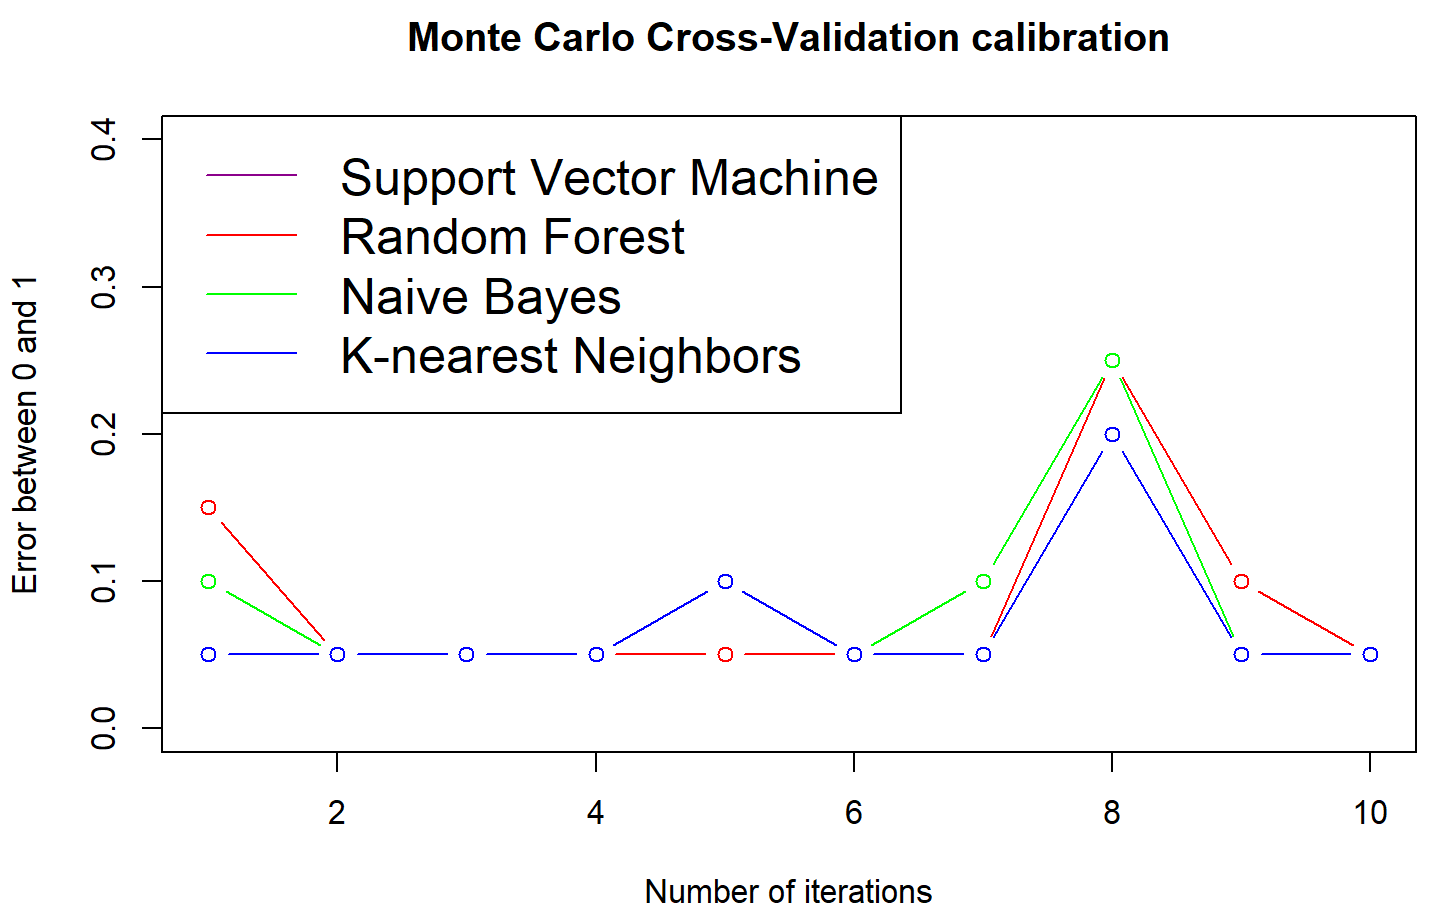 Monte Carlo Cross-Validation calibration
Support Vector Machine
Random Forest
Naive Bayes
K-nearest Neighbors
Error between 0 and 1
0.4
0.3
0.2
0.1
0.0
2 4 6 8 10
Number of iterations